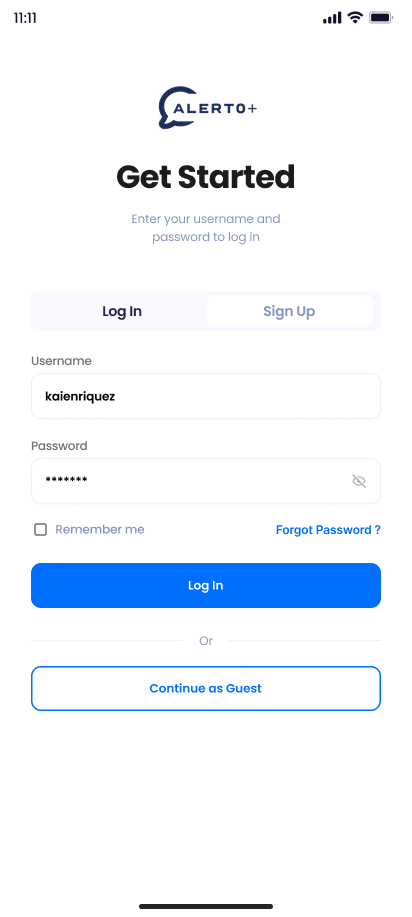 11:11
ALERTO+
Get Started
Enter your username and
password to log in
Log In
Sign Up
Username
kaienriquez
Password
*******
Remember me
Forgot Password ?
Log In
Or
Continue as Guest